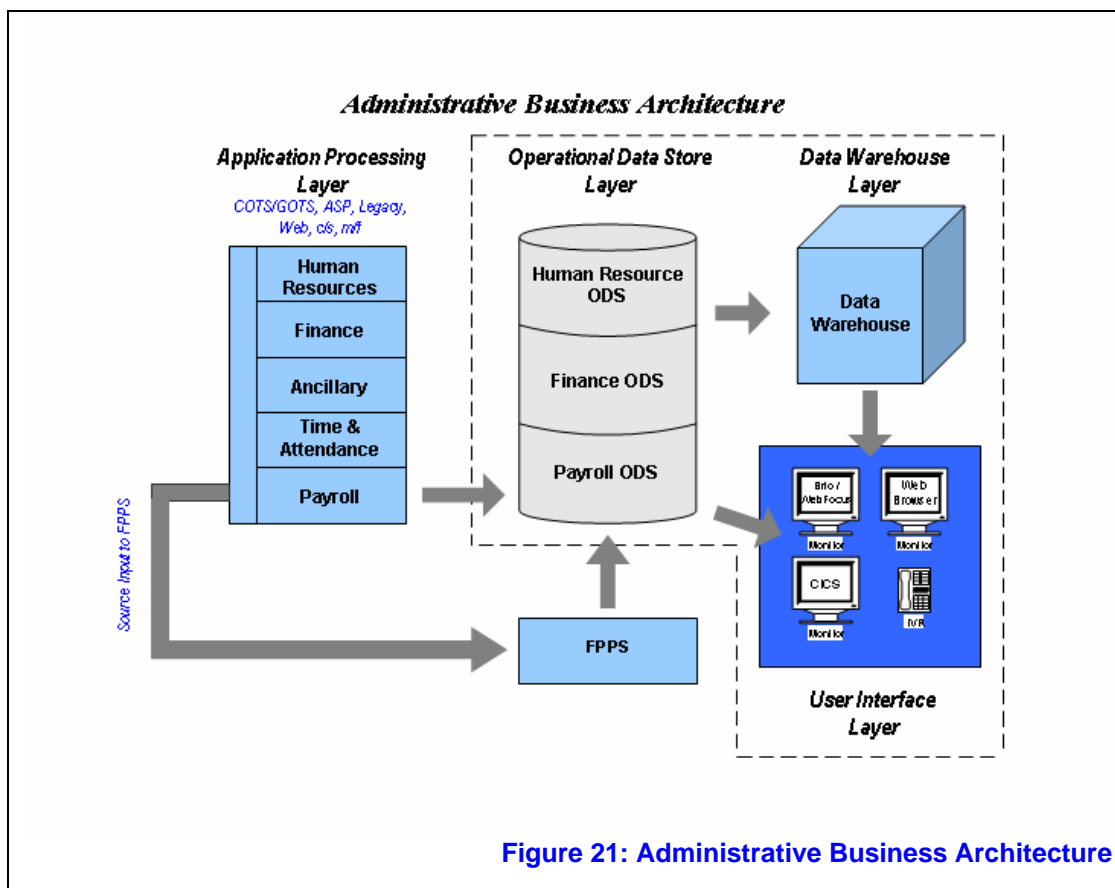 Administrative Business Architecture
Application Processing
Layer
COTS/GOTS, ASP, Legacy,
Web, c/s, m/f
Human
Resources
Finance
Ancillary
Time &
Attendance
Payroll
Source Input to FPPS
Operational Data Store
Layer
Human Resource
ODS
Finance ODS
Payroll ODS
FPPS
Data Warehouse
Layer
Data
Warehouse
Brio /
WebFocus
Monitor
Web
Browser
Monitor
CICS
Monitor
IVR
User Interface
Layer
Figure 21: Administrative Business Architecture